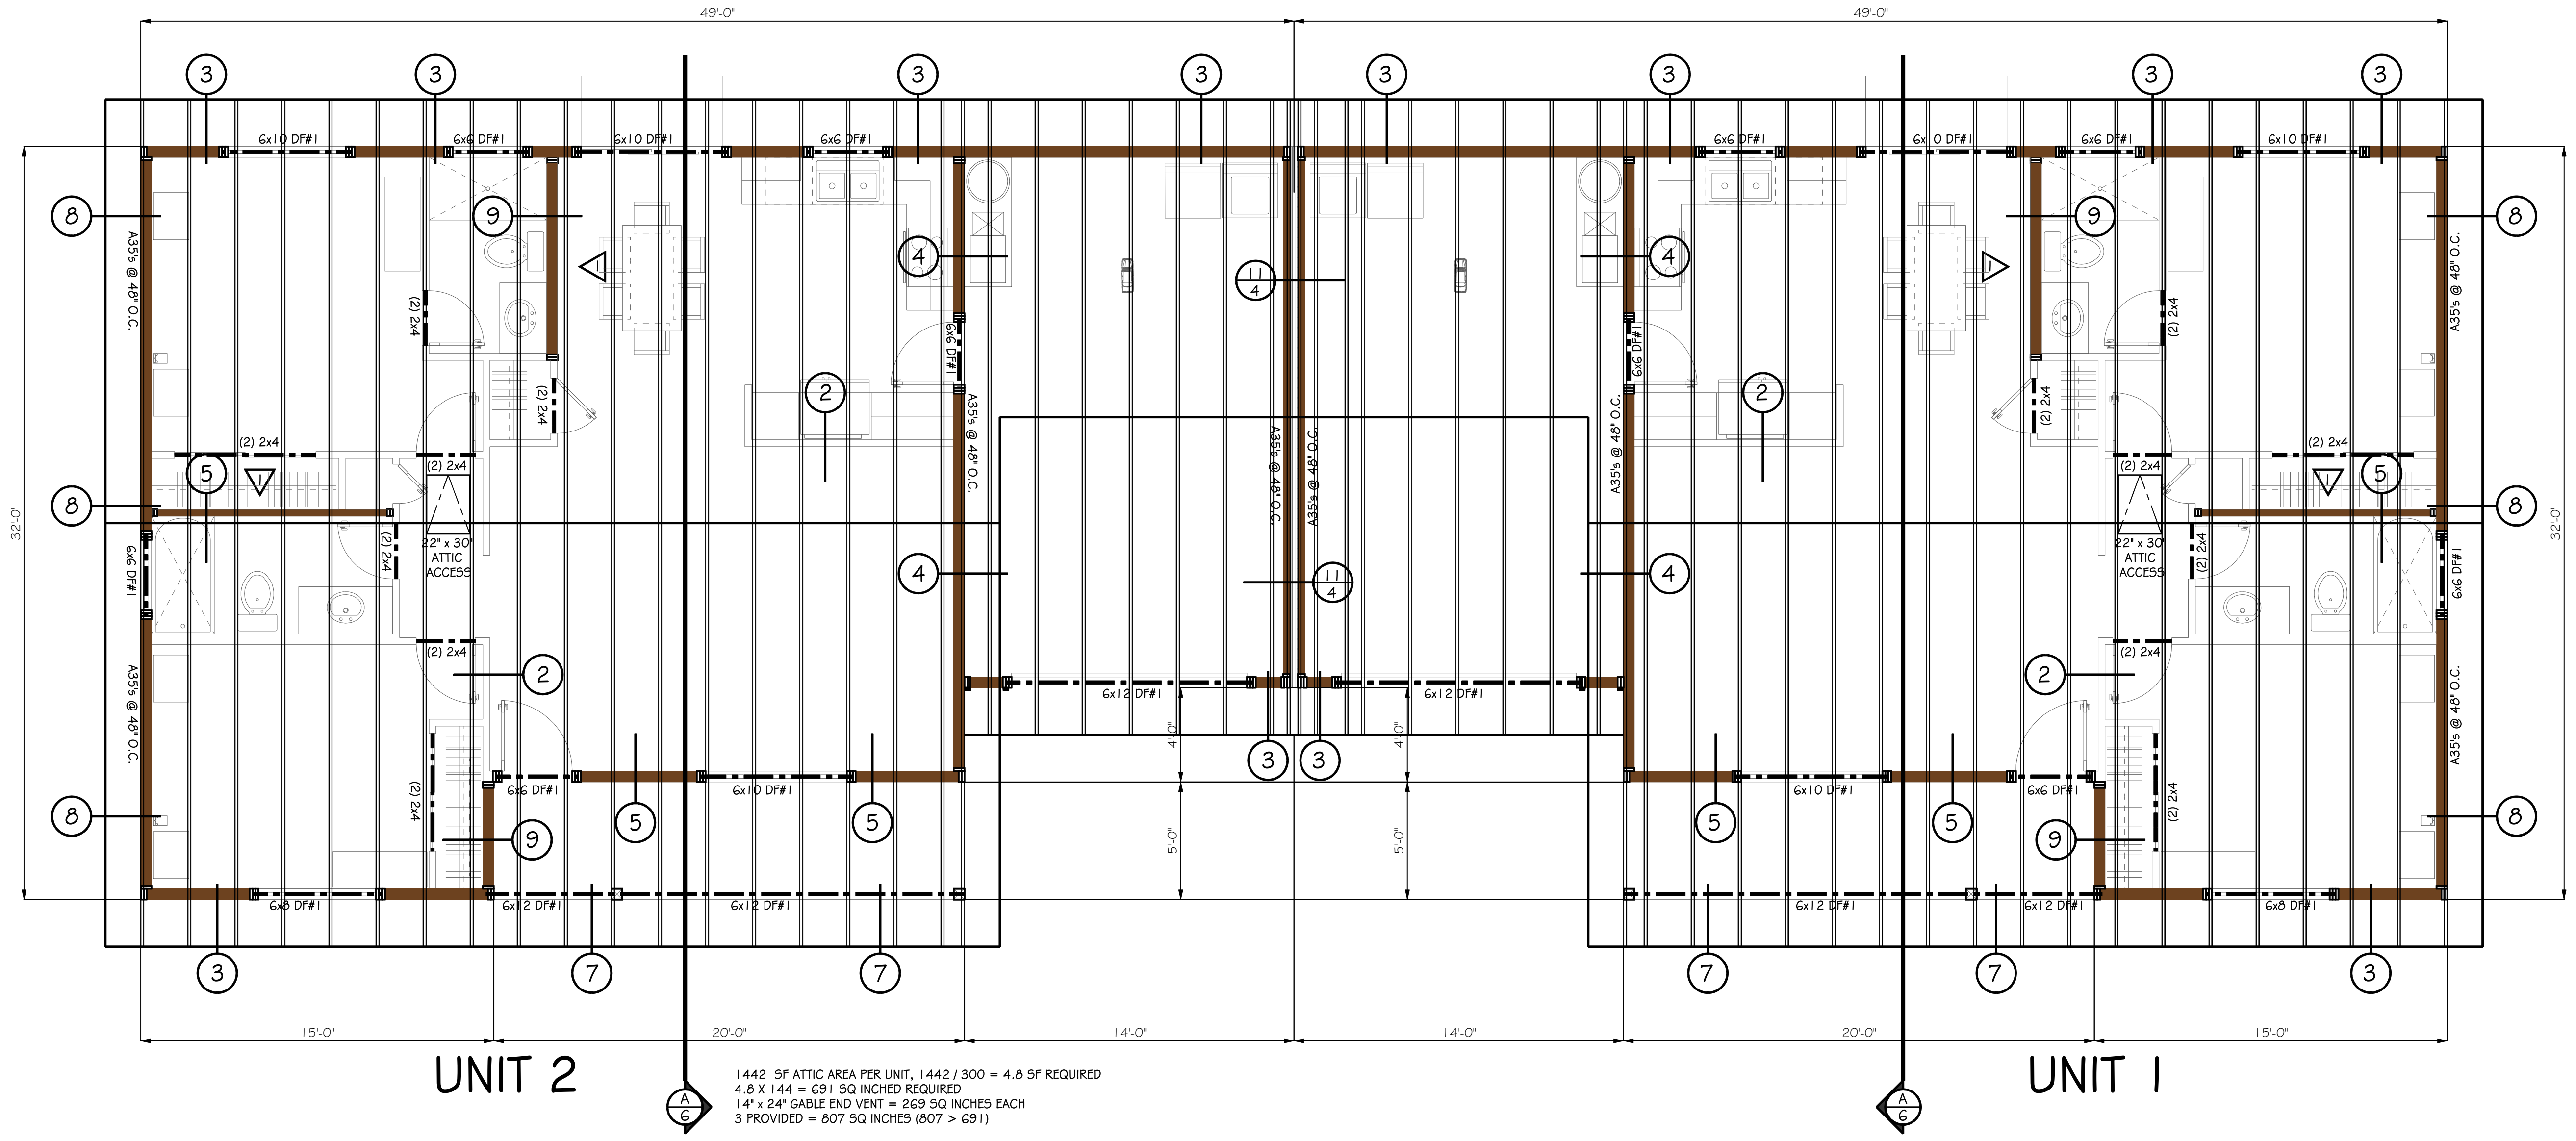 49'-0" 49'-0"
3 3 3 3 3 3 3 3
6x10 DF#1 6x6 DF#1 6x10 DF#1 6x6 DF#1 6x6 DF#1 6x10 DF#1 6x6 DF#1 6x10 DF#1
8 9 9 8
A35's @ 48" O.C. 1 4 11 4 1 A35's @ 48" O.C.
4
(2) 2x4 (2) 2x4
6x6 DF#1 6x6 DF#1
(2) 2x4 2 2 (2) 2x4
A35's @ 48" O.C. A35's @ 48" O.C. A35's @ 48" O.C. A35's @ 48" O.C.
(2) 2x4 (2) 2x4
(2) 2x4 (2) 2x4
5 1 1 5
8 8
32'-0" 32'-0"
6x6 DF#1 (2) 2x4 (2) 2x4 6x6 DF#1
22" x 30" 22" x 30"
ATTIC ATTIC
ACCESS ACCESS
4 11 4
4
(2) 2x4 (2) 2x4
2 2
A35's @ 48" O.C. A35's @ 48" O.C.
6x12 DF#1 6x12 DF#1
4'-0" 4'-0"
3 3
6x6 DF#1 6x10 DF#1 6x10 DF#1 6x6 DF#1
(2) 2x4 (2) 2x4
8 5 5 5 5 8
9 5'-0" 5'-0" 9
6x8 DF#1 6x12 DF#1 6x12 DF#1 6x12 DF#1 6x12 DF#1 6x8 DF#1
3 7 7 7 7 3
15'-0" 20'-0" 14'-0" 14'-0" 20'-0" 15'-0"
UNIT 2 UNIT 1
A A
6 6
1442 SF ATTIC AREA PER UNIT, 1442 / 300 = 4.8 SF REQUIRED
4.8 X 144 = 691 SQ INCHED REQUIRED
14" x 24" GABLE END VENT = 269 SQ INCHES EACH
3 PROVIDED = 807 SQ INCHES (807 > 691)